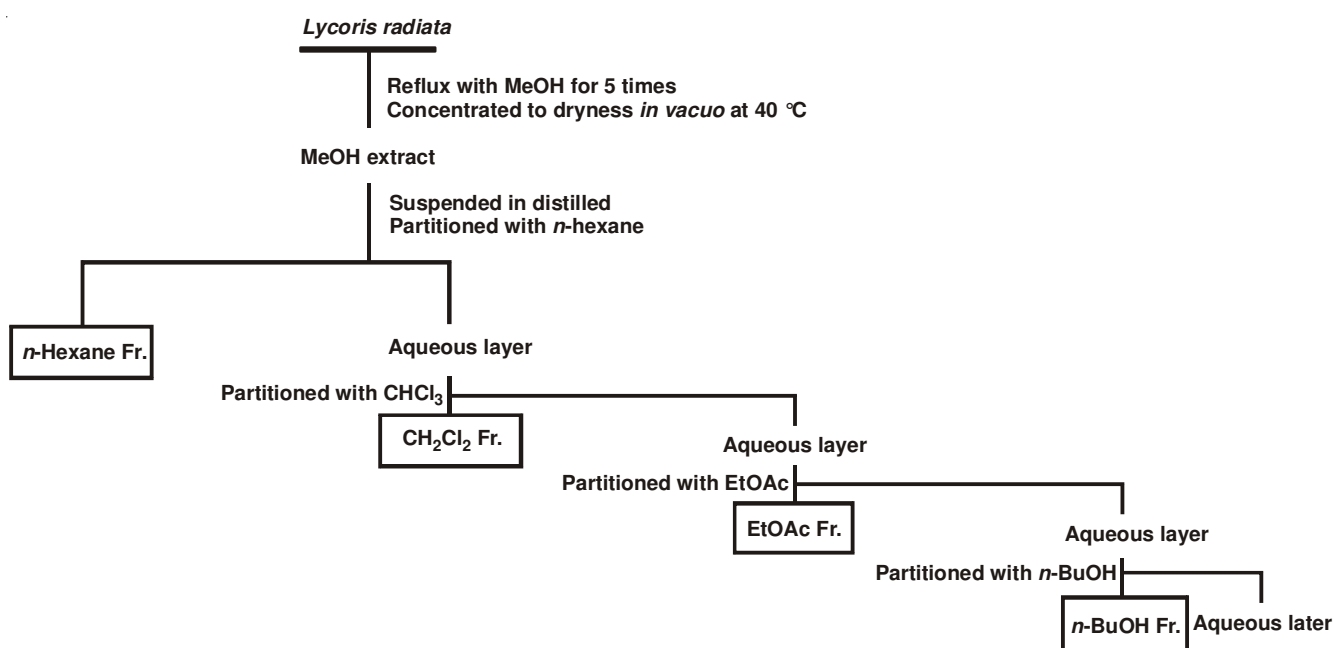 Lycoris radiata
Reflux with MeOH for 5 times
Concentrated to dryness in vacuo at 40 °C
MeOH extract
Suspended in distilled
Partitioned with n-hexane
n-Hexane Fr.
Aqueous layer
Partitioned with CHCl₃
CH₂Cl₂ Fr.
Aqueous layer
Partitioned with EtOAc
EtOAc Fr.
Aqueous layer
Partitioned with n-BuOH
n-BuOH Fr.
Aqueous later